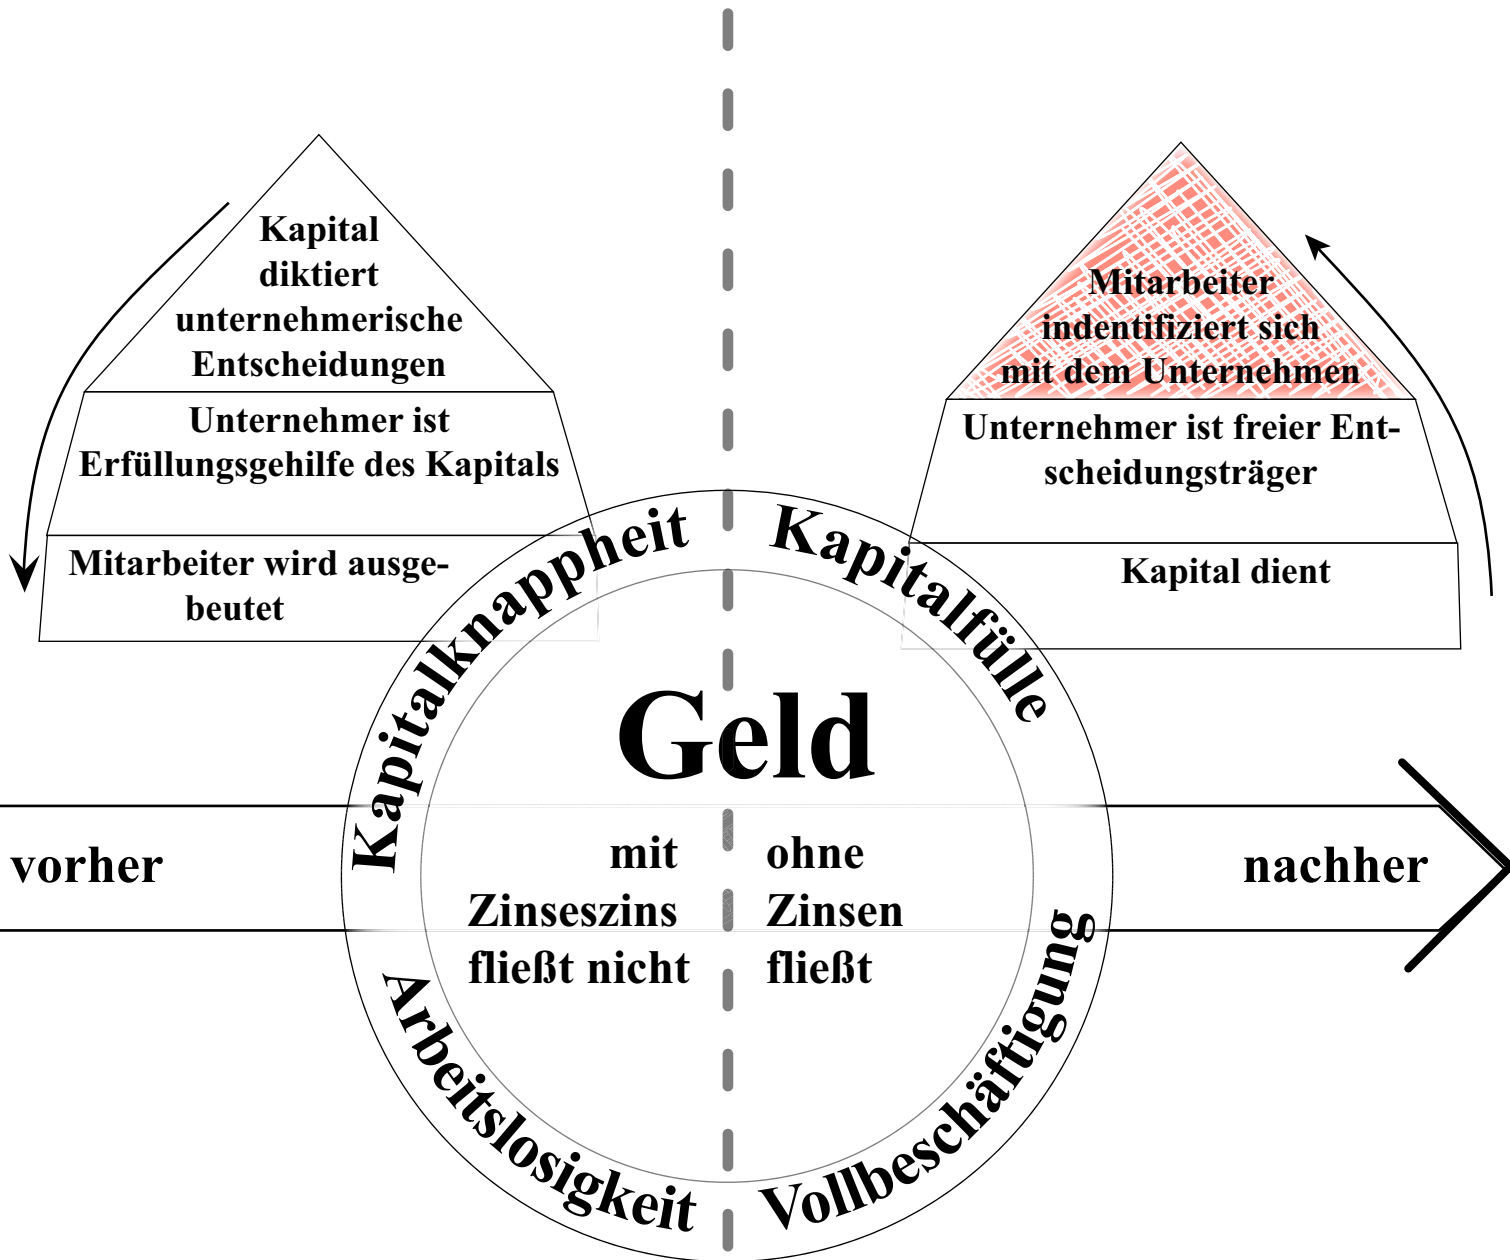 Kapital
diktiert
unternehmerische
Entscheidungen
Unternehmer ist
Erfüllungsgehilfe des Kapitals
Mitarbeiter wird ausge-
beutet
Mitarbeiter
indentifiziert sich
mit dem Unternehmen
Unternehmer ist freier Ent-
scheidungsträger
Kapital dient
Kapitalknappheit
Kapitalfülle
Geld
vorher
mit
Zinseszins
fließt nicht
ohne
Zinsen
fließt
nachher
Arbeitslosigkeit
Vollbeschäftigung